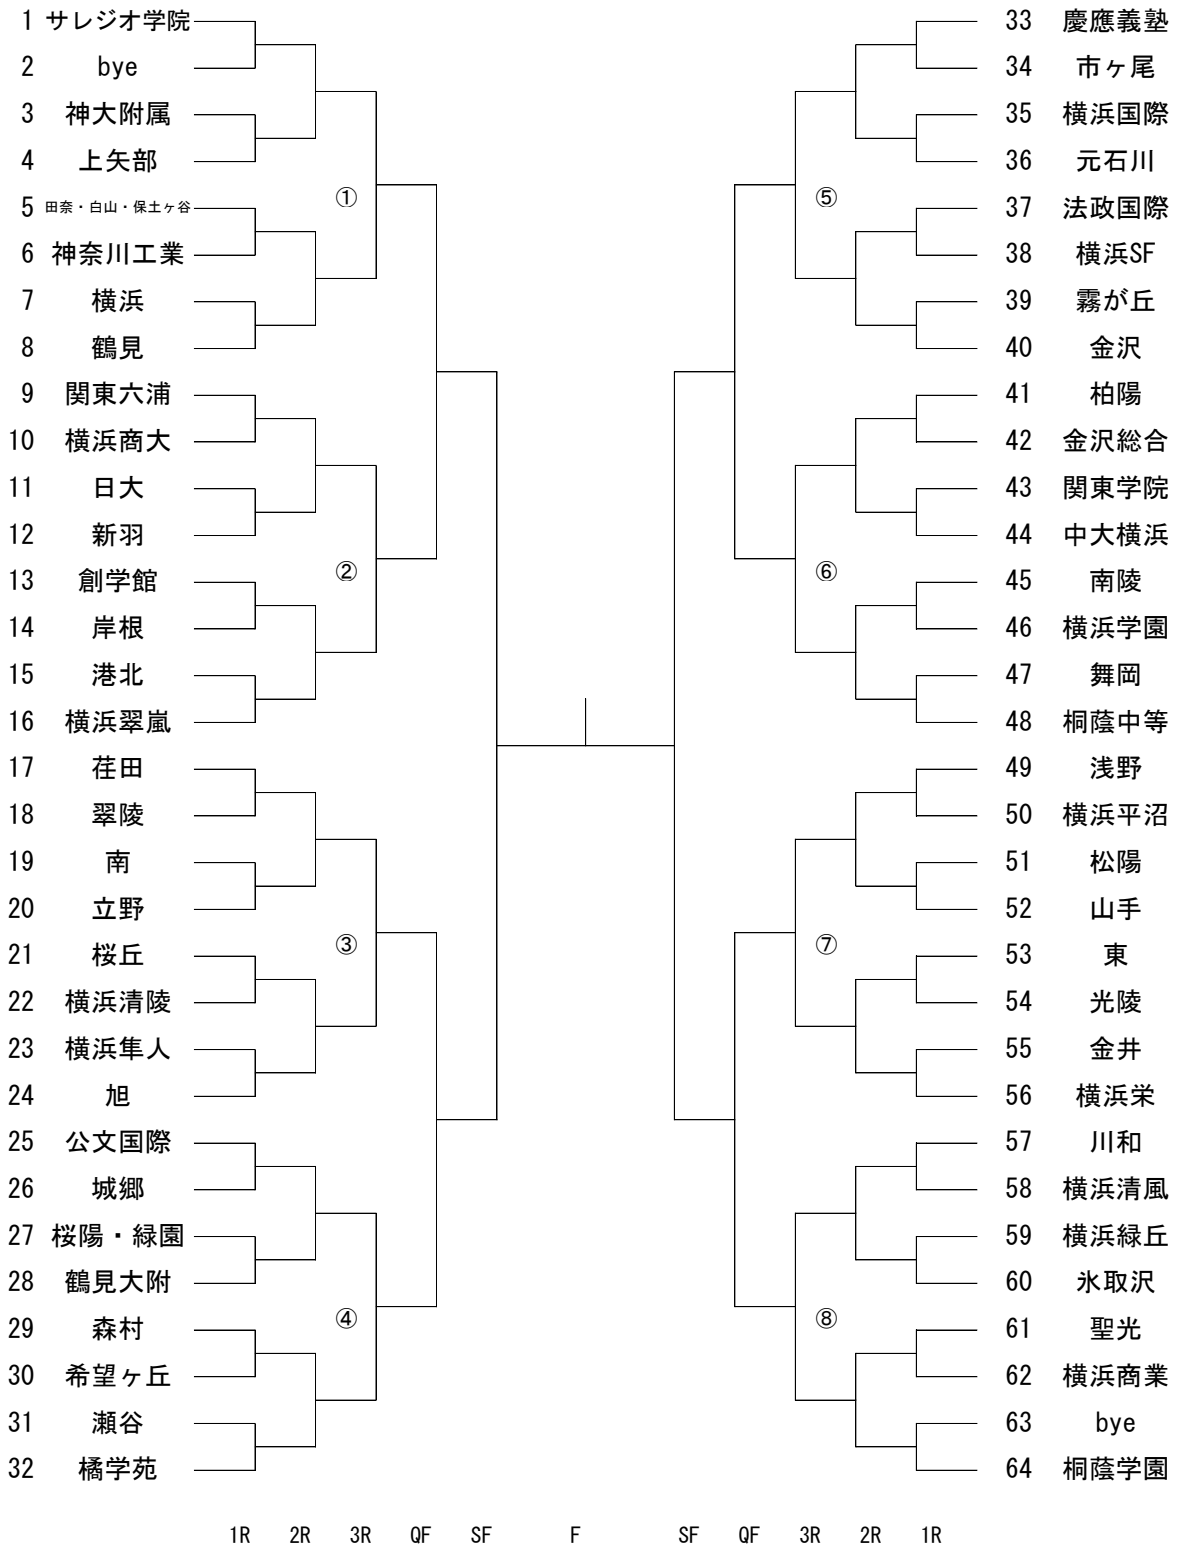 1 サレジオ学院
2 bye
3 神大附属
4 上矢部
①
5 田奈・白山・保土ヶ谷
6 神奈川工業
7 横浜
8 鶴見
9 関東六浦
10 横浜商大
11 日大
12 新羽
②
13 創学館
14 岸根
15 港北
16 横浜翠嵐
17 荏田
18 翠陵
19 南
20 立野
③
21 桜丘
22 横浜清陵
23 横浜隼人
24 旭
25 公文国際
26 城郷
27 桜陽・緑園
28 鶴見大附
④
29 森村
30 希望ヶ丘
31 瀬谷
32 橘学苑
33 慶應義塾
34 市ヶ尾
35 横浜国際
36 元石川
⑤
37 法政国際
38 横浜SF
39 霧が丘
40 金沢
41 柏陽
42 金沢総合
43 関東学院
44 中大横浜
⑥
45 南陵
46 横浜学園
47 舞岡
48 桐蔭中等
49 浅野
50 横浜平沼
51 松陽
52 山手
⑦
53 東
54 光陵
55 金井
56 横浜栄
57 川和
58 横浜清風
59 横浜緑丘
60 氷取沢
⑧
61 聖光
62 横浜商業
63 bye
64 桐蔭学園
1R 2R 3R QF SF F SF QF 3R 2R 1R